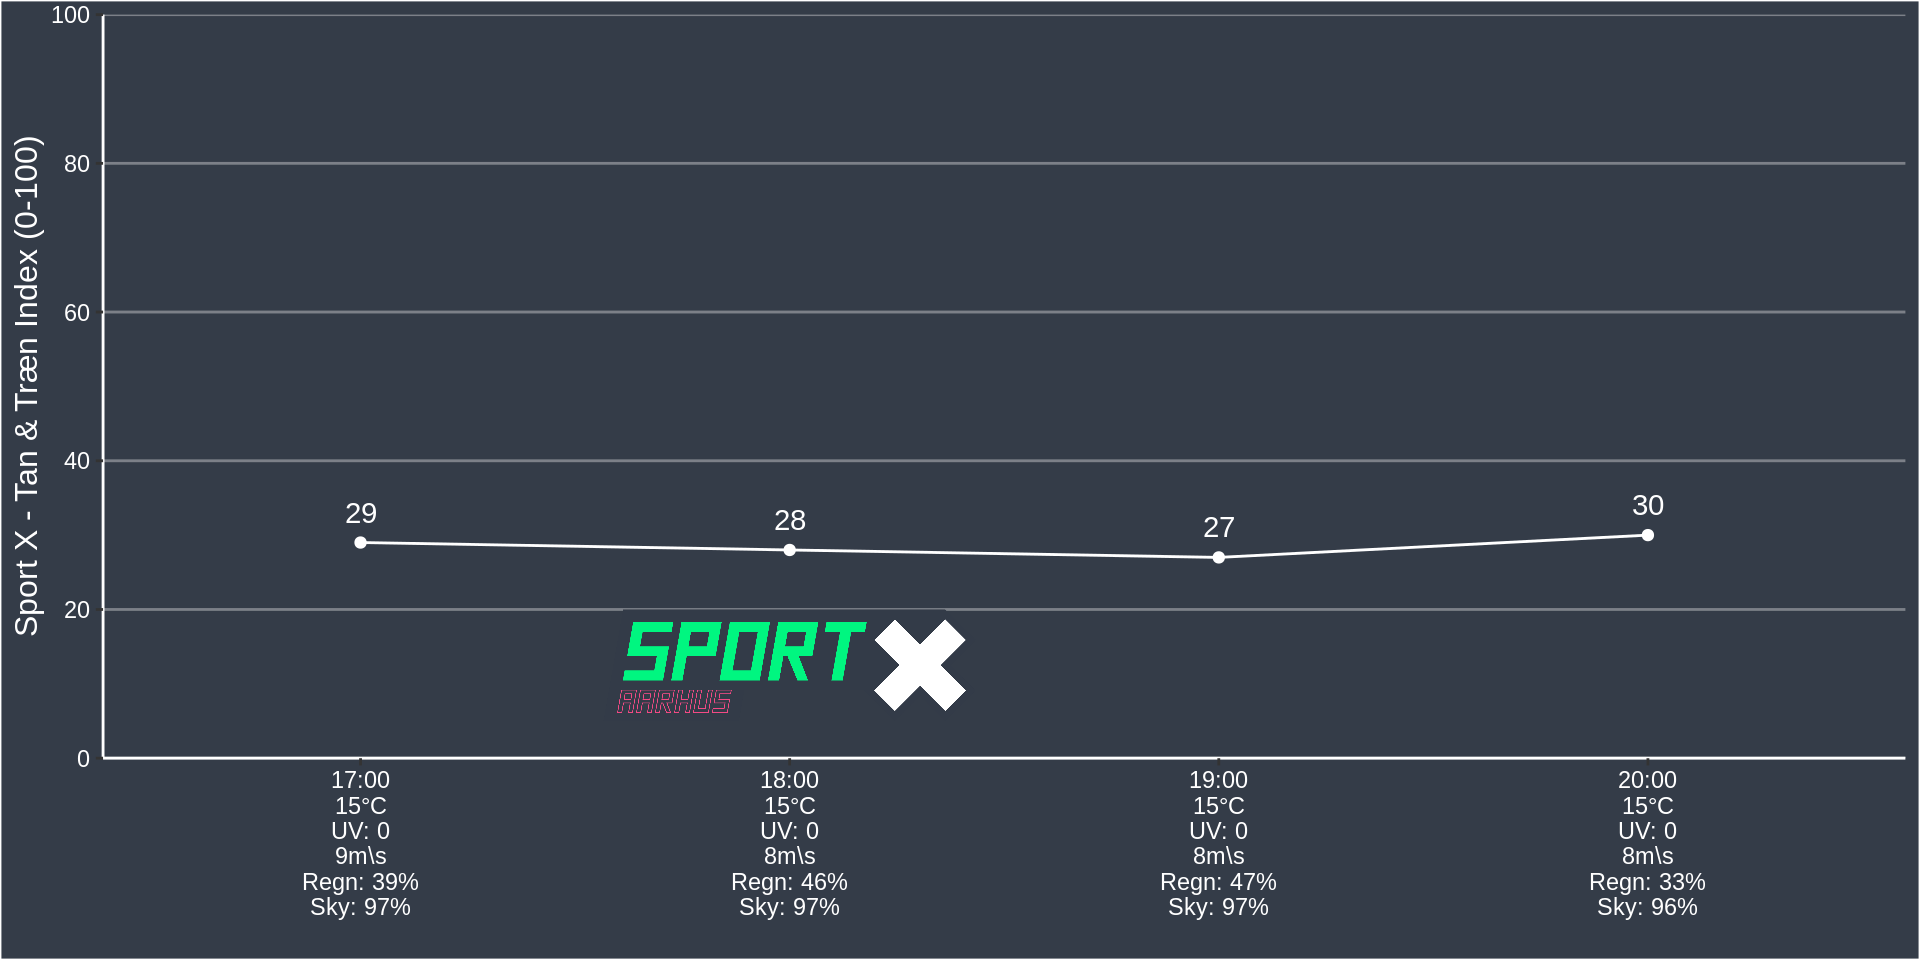 Sport X - Tan & Træn Index (0-100)
100
80
60
40
20
0
29
28
27
30
SPORT X
AARHUS
17:00
15°C
UV: 0
9m\s
Regn: 39%
Sky: 97%
18:00
15°C
UV: 0
8m\s
Regn: 46%
Sky: 97%
19:00
15°C
UV: 0
8m\s
Regn: 47%
Sky: 97%
20:00
15°C
UV: 0
8m\s
Regn: 33%
Sky: 96%